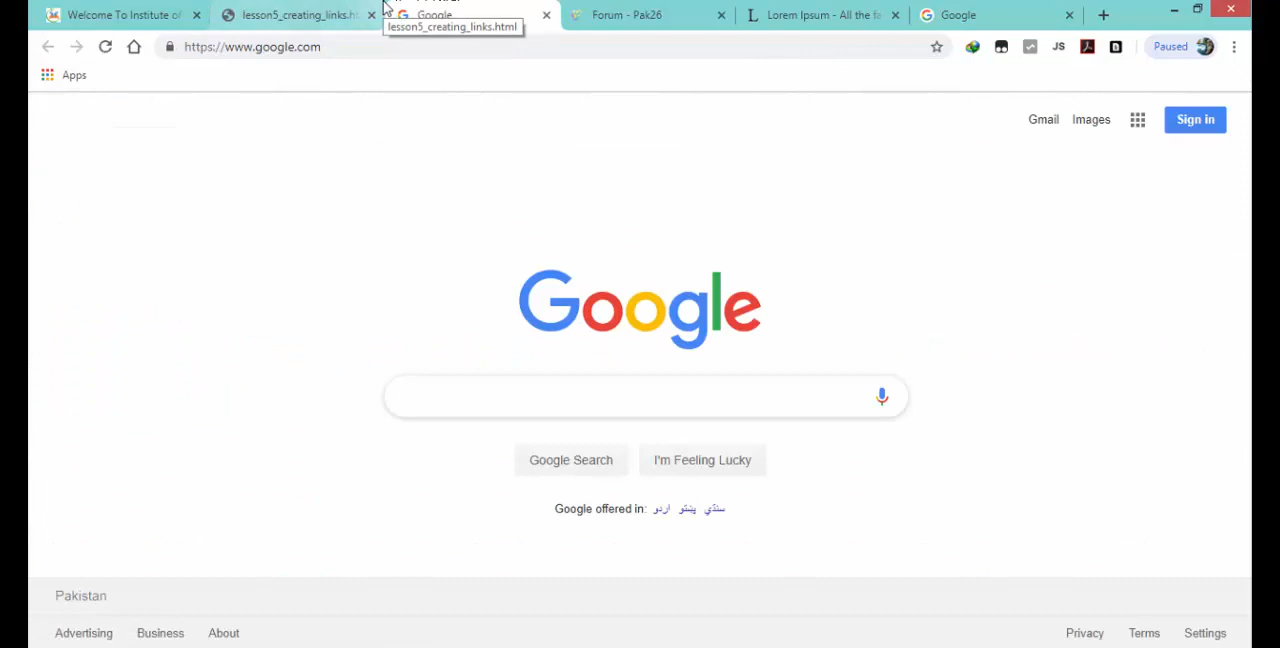 Welcome To Institute of
lesson5_creating_links.ht
Google
Forum - Pak26
Lorem Ipsum - All the fa
Google
lesson5_creating_links.html
https://www.google.com
JS
Paused
Apps
Gmail Images
Sign in
Google
Google Search
I'm Feeling Lucky
Google offered in: اردو پښتو سنڌي
Pakistan
Advertising Business About
Privacy Terms Settings